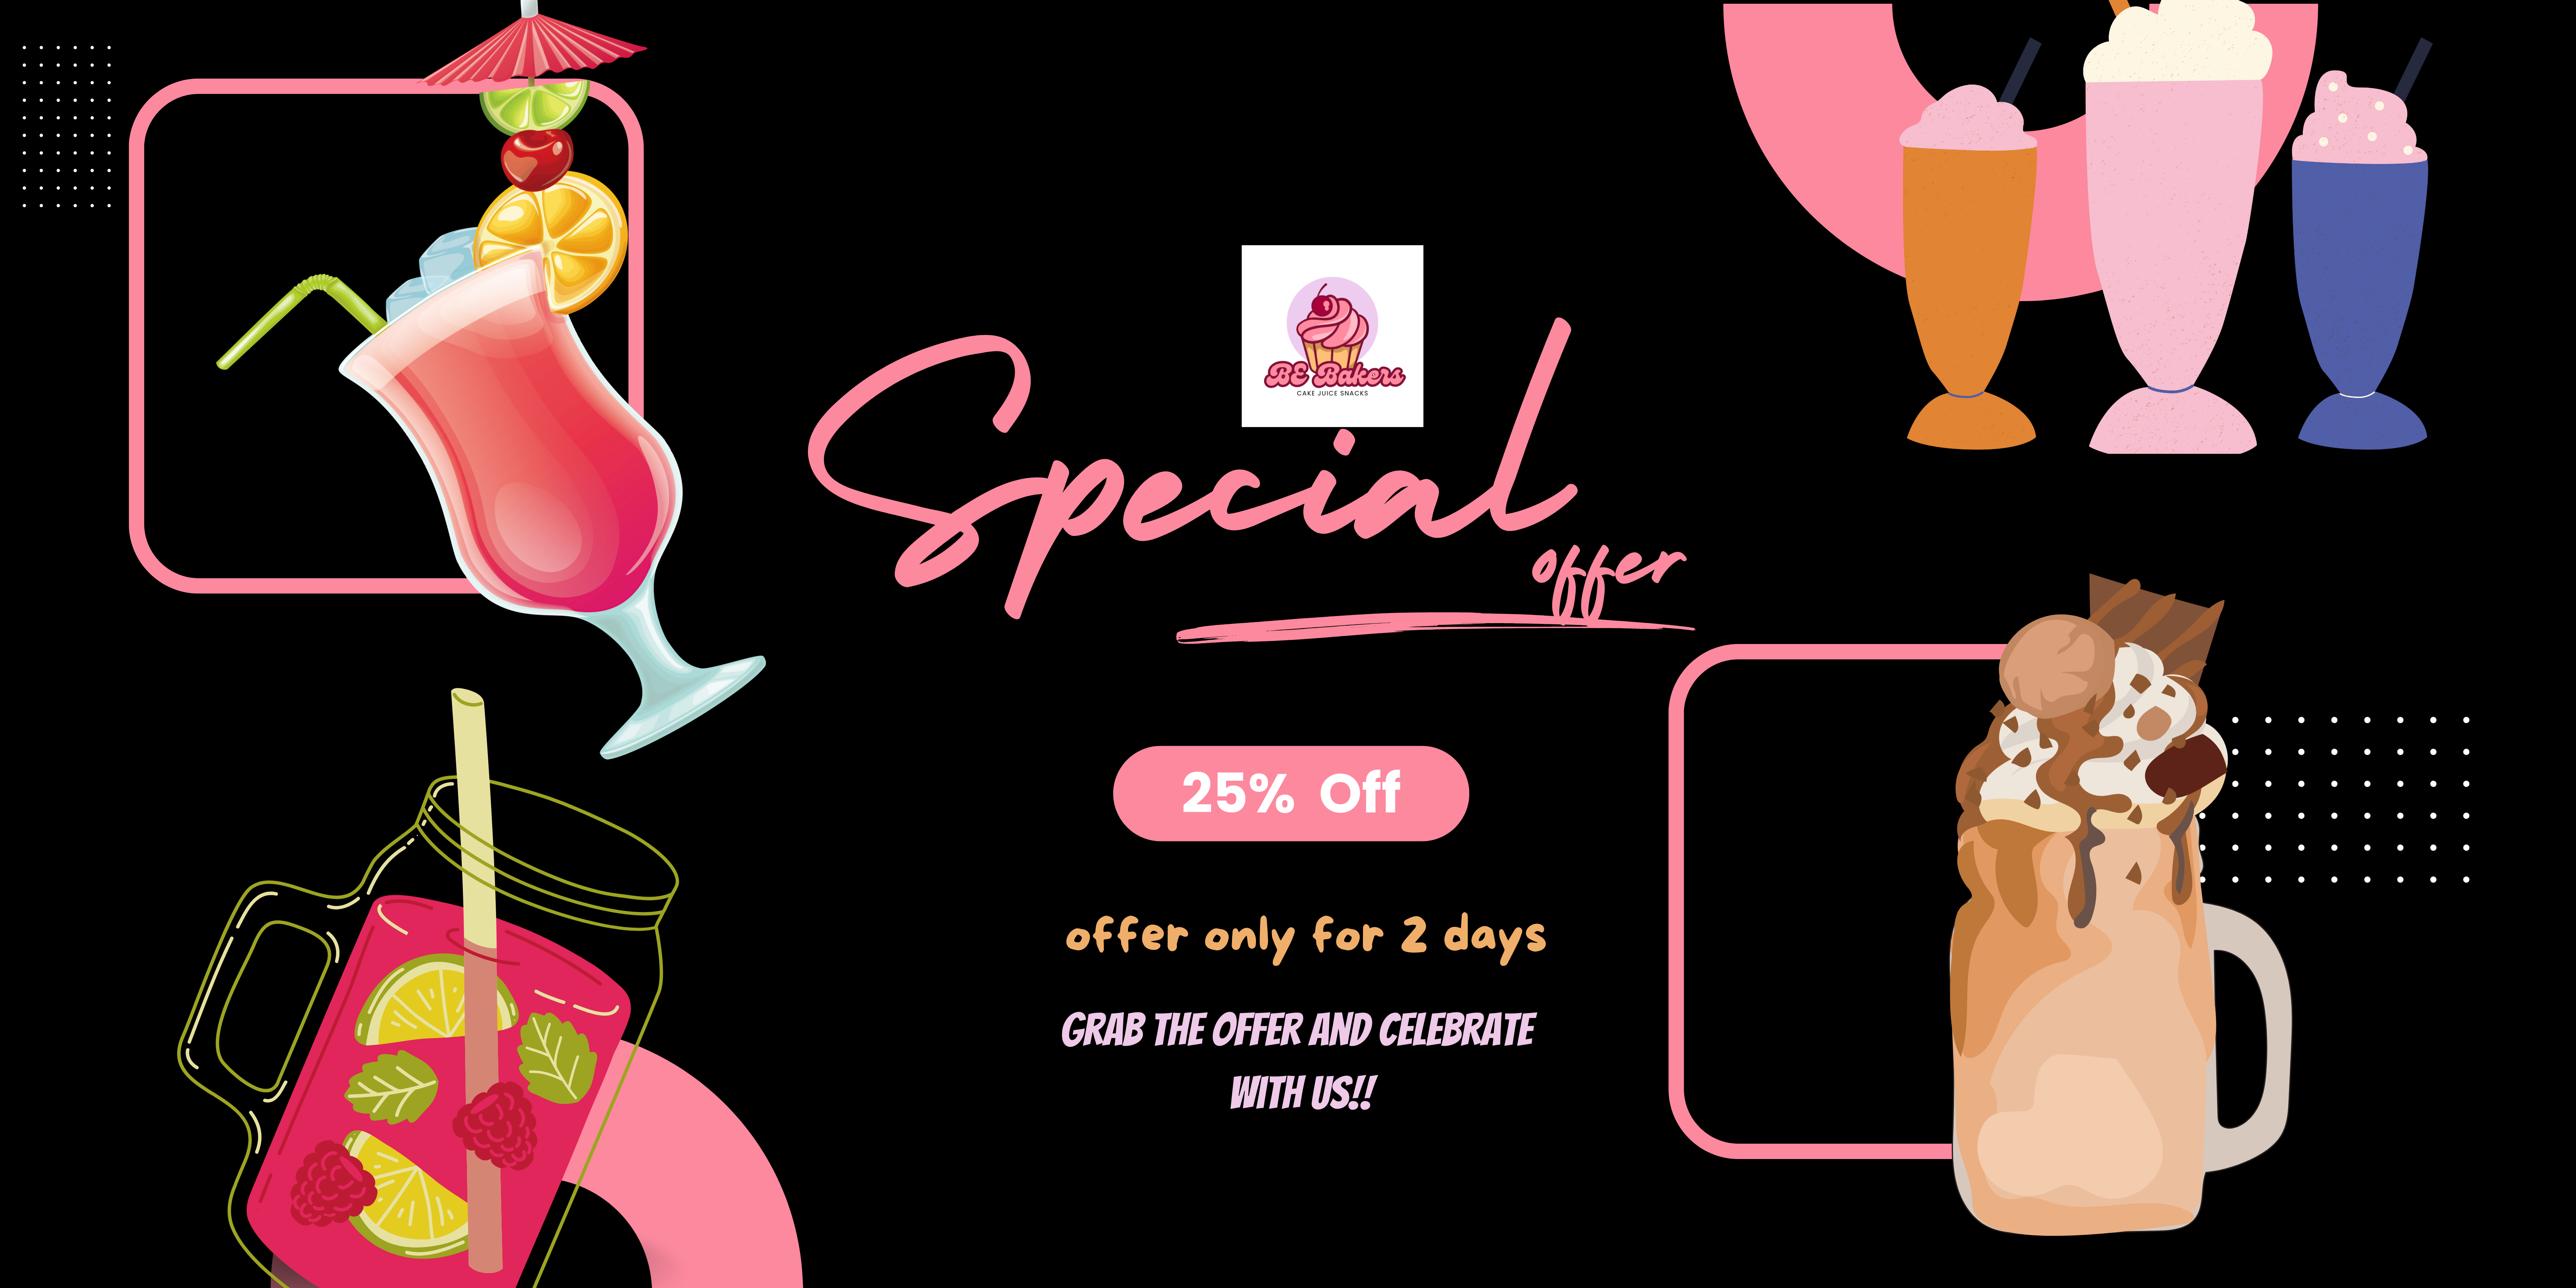 BE Bakers
CAKE JUICE SNACKS
Special
offer
25% Off
offer only for 2 days
GRAB THE OFFER AND CELEBRATE
WITH US!!